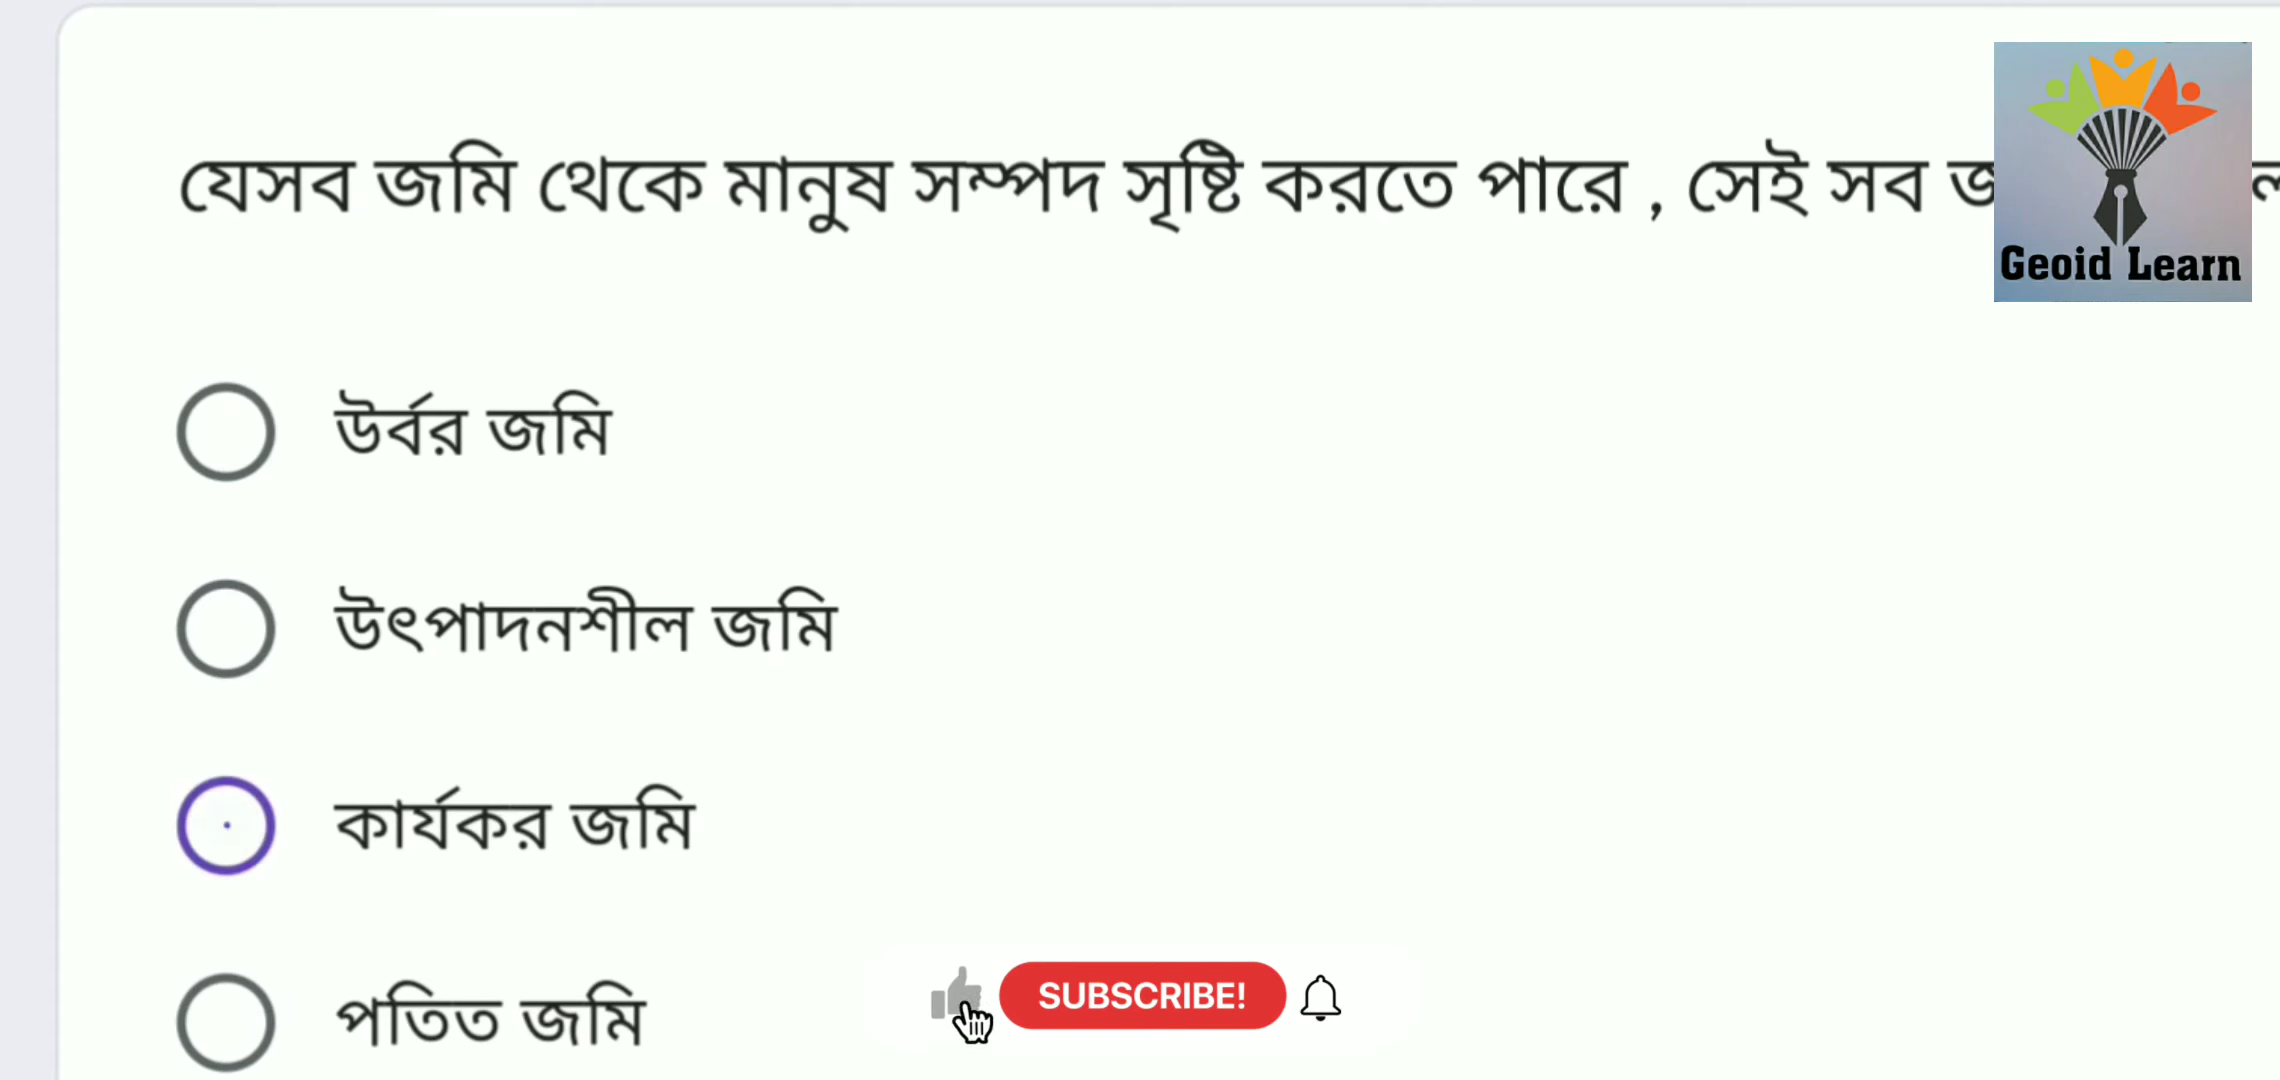 যেসব জমি থেকে মানুষ সম্পদ সৃষ্টি করতে পারে , সেই সব
Geoid Learn
উর্বর জমি
উৎপাদনশীল জমি
কার্যকর জমি
পতিত জমি
SUBSCRIBE!